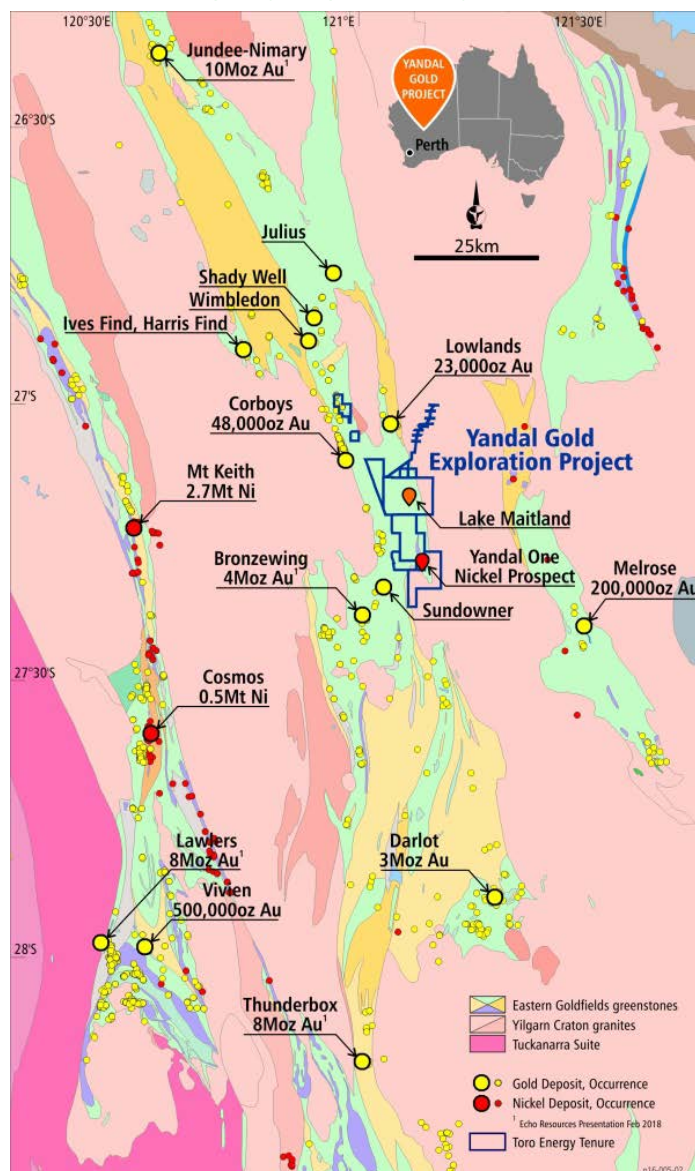 120°30'E
121°E
121°30'E
Jundee-Nimary
10Moz Au¹
YANDAL
GOLD
PROJECT
Perth
26°30'S
25km
Julius
Shady Well
Wimbledon
Ives Find, Harris Find
Lowlands
23,000oz Au
27°S
Corboys
48,000oz Au
Yandal Gold
Exploration Project
Mt Keith
2.7Mt Ni
Lake Maitland
Bronzewing
4Moz Au¹
Yandal One
Nickel Prospect
Melrose
200,000oz Au
Sundowner
27°30'S
Cosmos
0.5Mt Ni
Lawlers
8Moz Au¹
Darlot
3Moz Au
Vivien
500,000oz Au
28°S
Thunderbox
8Moz Au¹
Eastern Goldfields greenstones
Yilgarn Craton granites
Tuckanarra Suite
Gold Deposit, Occurrence
Nickel Deposit, Occurrence
¹ Echo Resources Presentation Feb 2018
Toro Energy Tenure